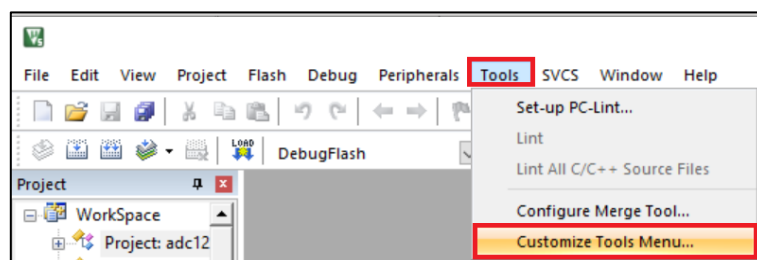 File Edit View Project Flash Debug Peripherals Tools SVCS Window Help
Set-up PC-Lint...
Lint
LOAD DebugFlash
Lint All C/C++ Source Files
Project
WorkSpace
Configure Merge Tool...
Project: adc12
Customize Tools Menu...